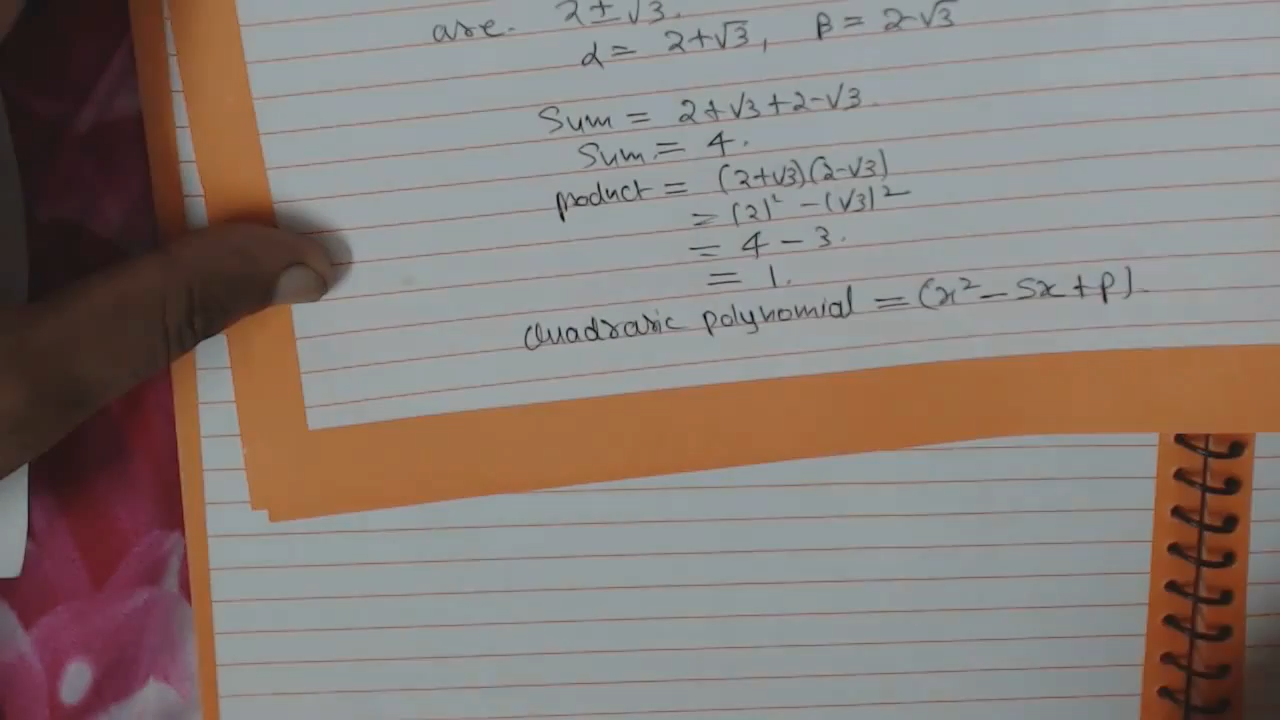 are. 2±√3.
α = 2+√3, β = 2-√3
Sum = 2+√3+2-√3.
Sum = 4.
product = (2+√3)(2-√3)
= (2)² - (√3)²
= 4 - 3.
= 1.
Quadraric polynomial = (x² - Sx + P).